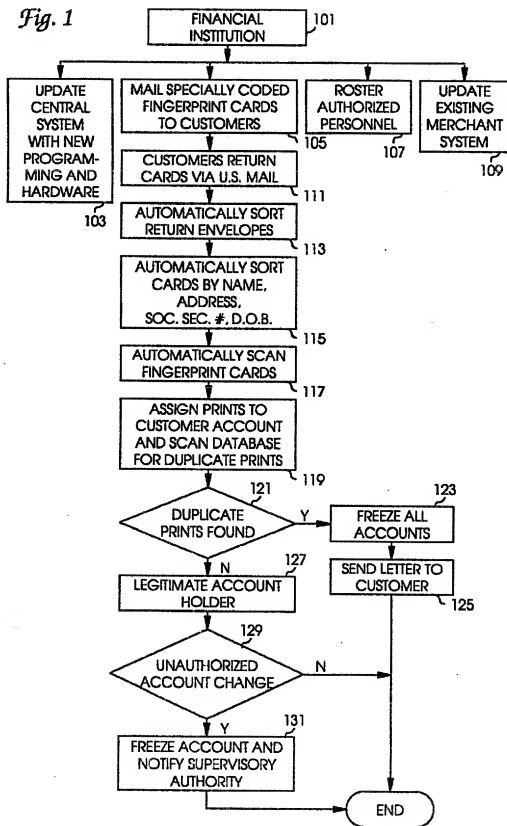 Fig. 1
FINANCIAL
INSTITUTION
101
UPDATE
CENTRAL
SYSTEM
WITH NEW
PROGRAM-
MING AND
HARDWARE
103
MAIL SPECIALLY CODED
FINGERPRINT CARDS
TO CUSTOMERS
105
ROSTER
AUTHORIZED
PERSONNEL
107
UPDATE
EXISTING
MERCHANT
SYSTEM
109
CUSTOMERS RETURN
CARDS VIA U.S. MAIL
111
AUTOMATICALLY SORT
RETURN ENVELOPES
113
AUTOMATICALLY SORT
CARDS BY NAME,
ADDRESS,
SOC. SEC. #, D.O.B.
115
AUTOMATICALLY SCAN
FINGERPRINT CARDS
117
ASSIGN PRINTS TO
CUSTOMER ACCOUNT
AND SCAN DATABASE
FOR DUPLICATE PRINTS
119
121
DUPLICATE
PRINTS FOUND
Y
123
FREEZE ALL
ACCOUNTS
SEND LETTER TO
CUSTOMER
125
N
127
LEGITIMATE ACCOUNT
HOLDER
129
UNAUTHORIZED
ACCOUNT CHANGE
N
Y
131
FREEZE ACCOUNT AND
NOTIFY SUPERVISORY
AUTHORITY
END